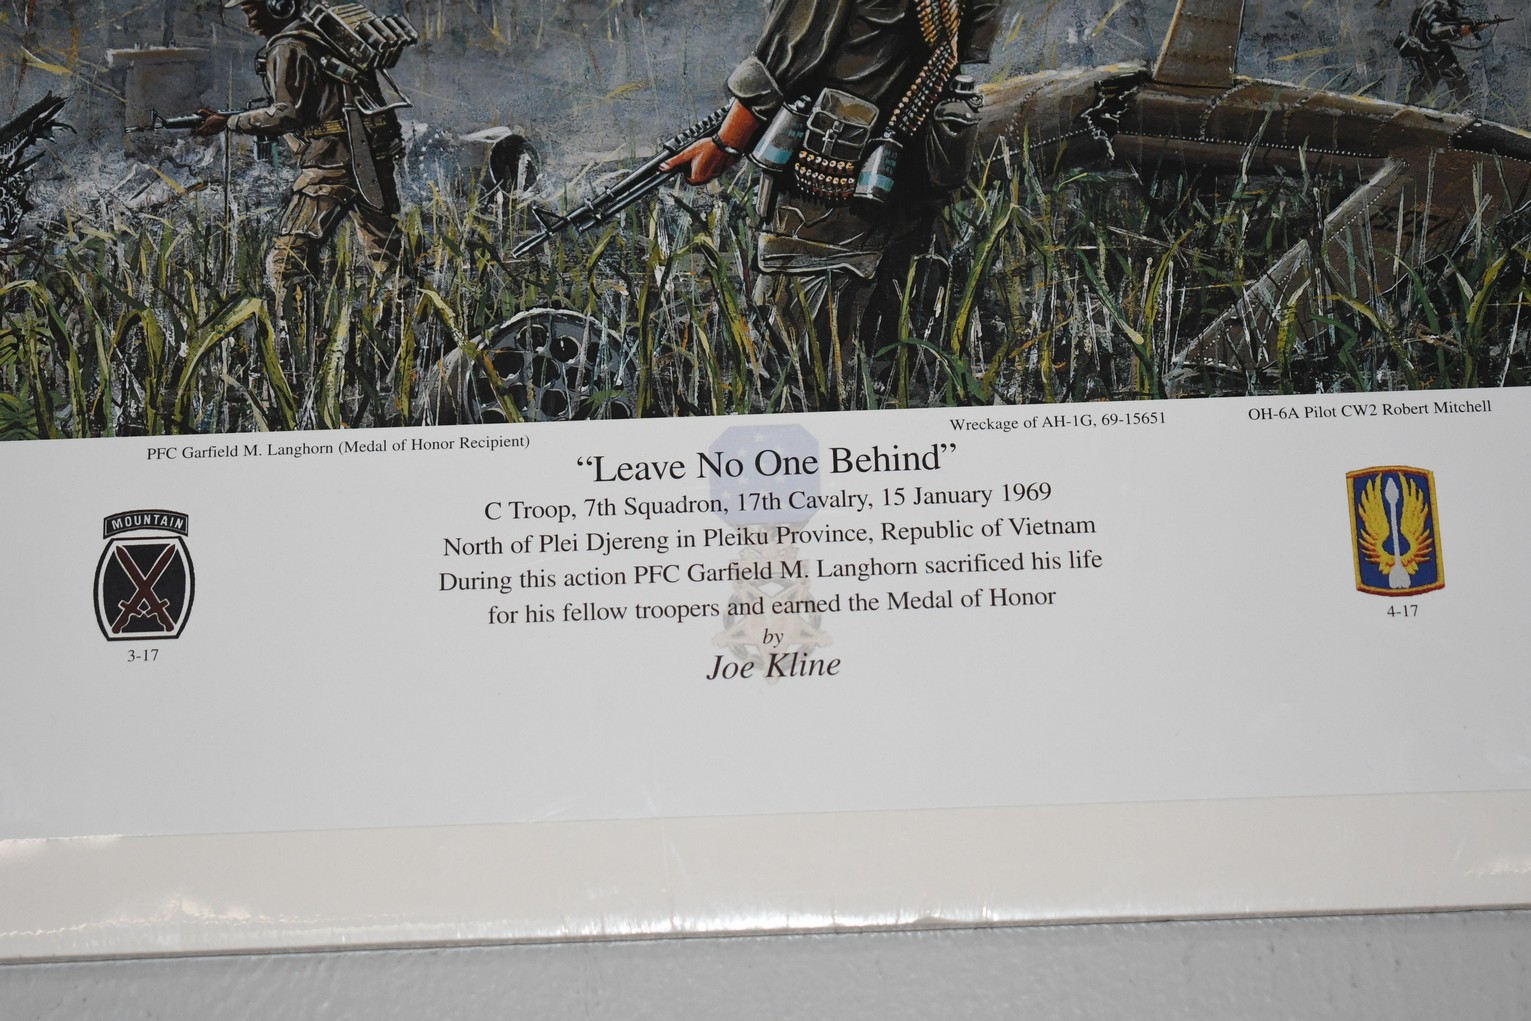 PFC Garfield M. Langhorn (Medal of Honor Recipient)
Wreckage of AH-1G, 69-15651
OH-6A Pilot CW2 Robert Mitchell
“Leave No One Behind”
C Troop, 7th Squadron, 17th Cavalry, 15 January 1969
North of Plei Djereng in Pleiku Province, Republic of Vietnam
During this action PFC Garfield M. Langhorn sacrificed his life
for his fellow troopers and earned the Medal of Honor
by
Joe Kline
MOUNTAIN
3-17
4-17